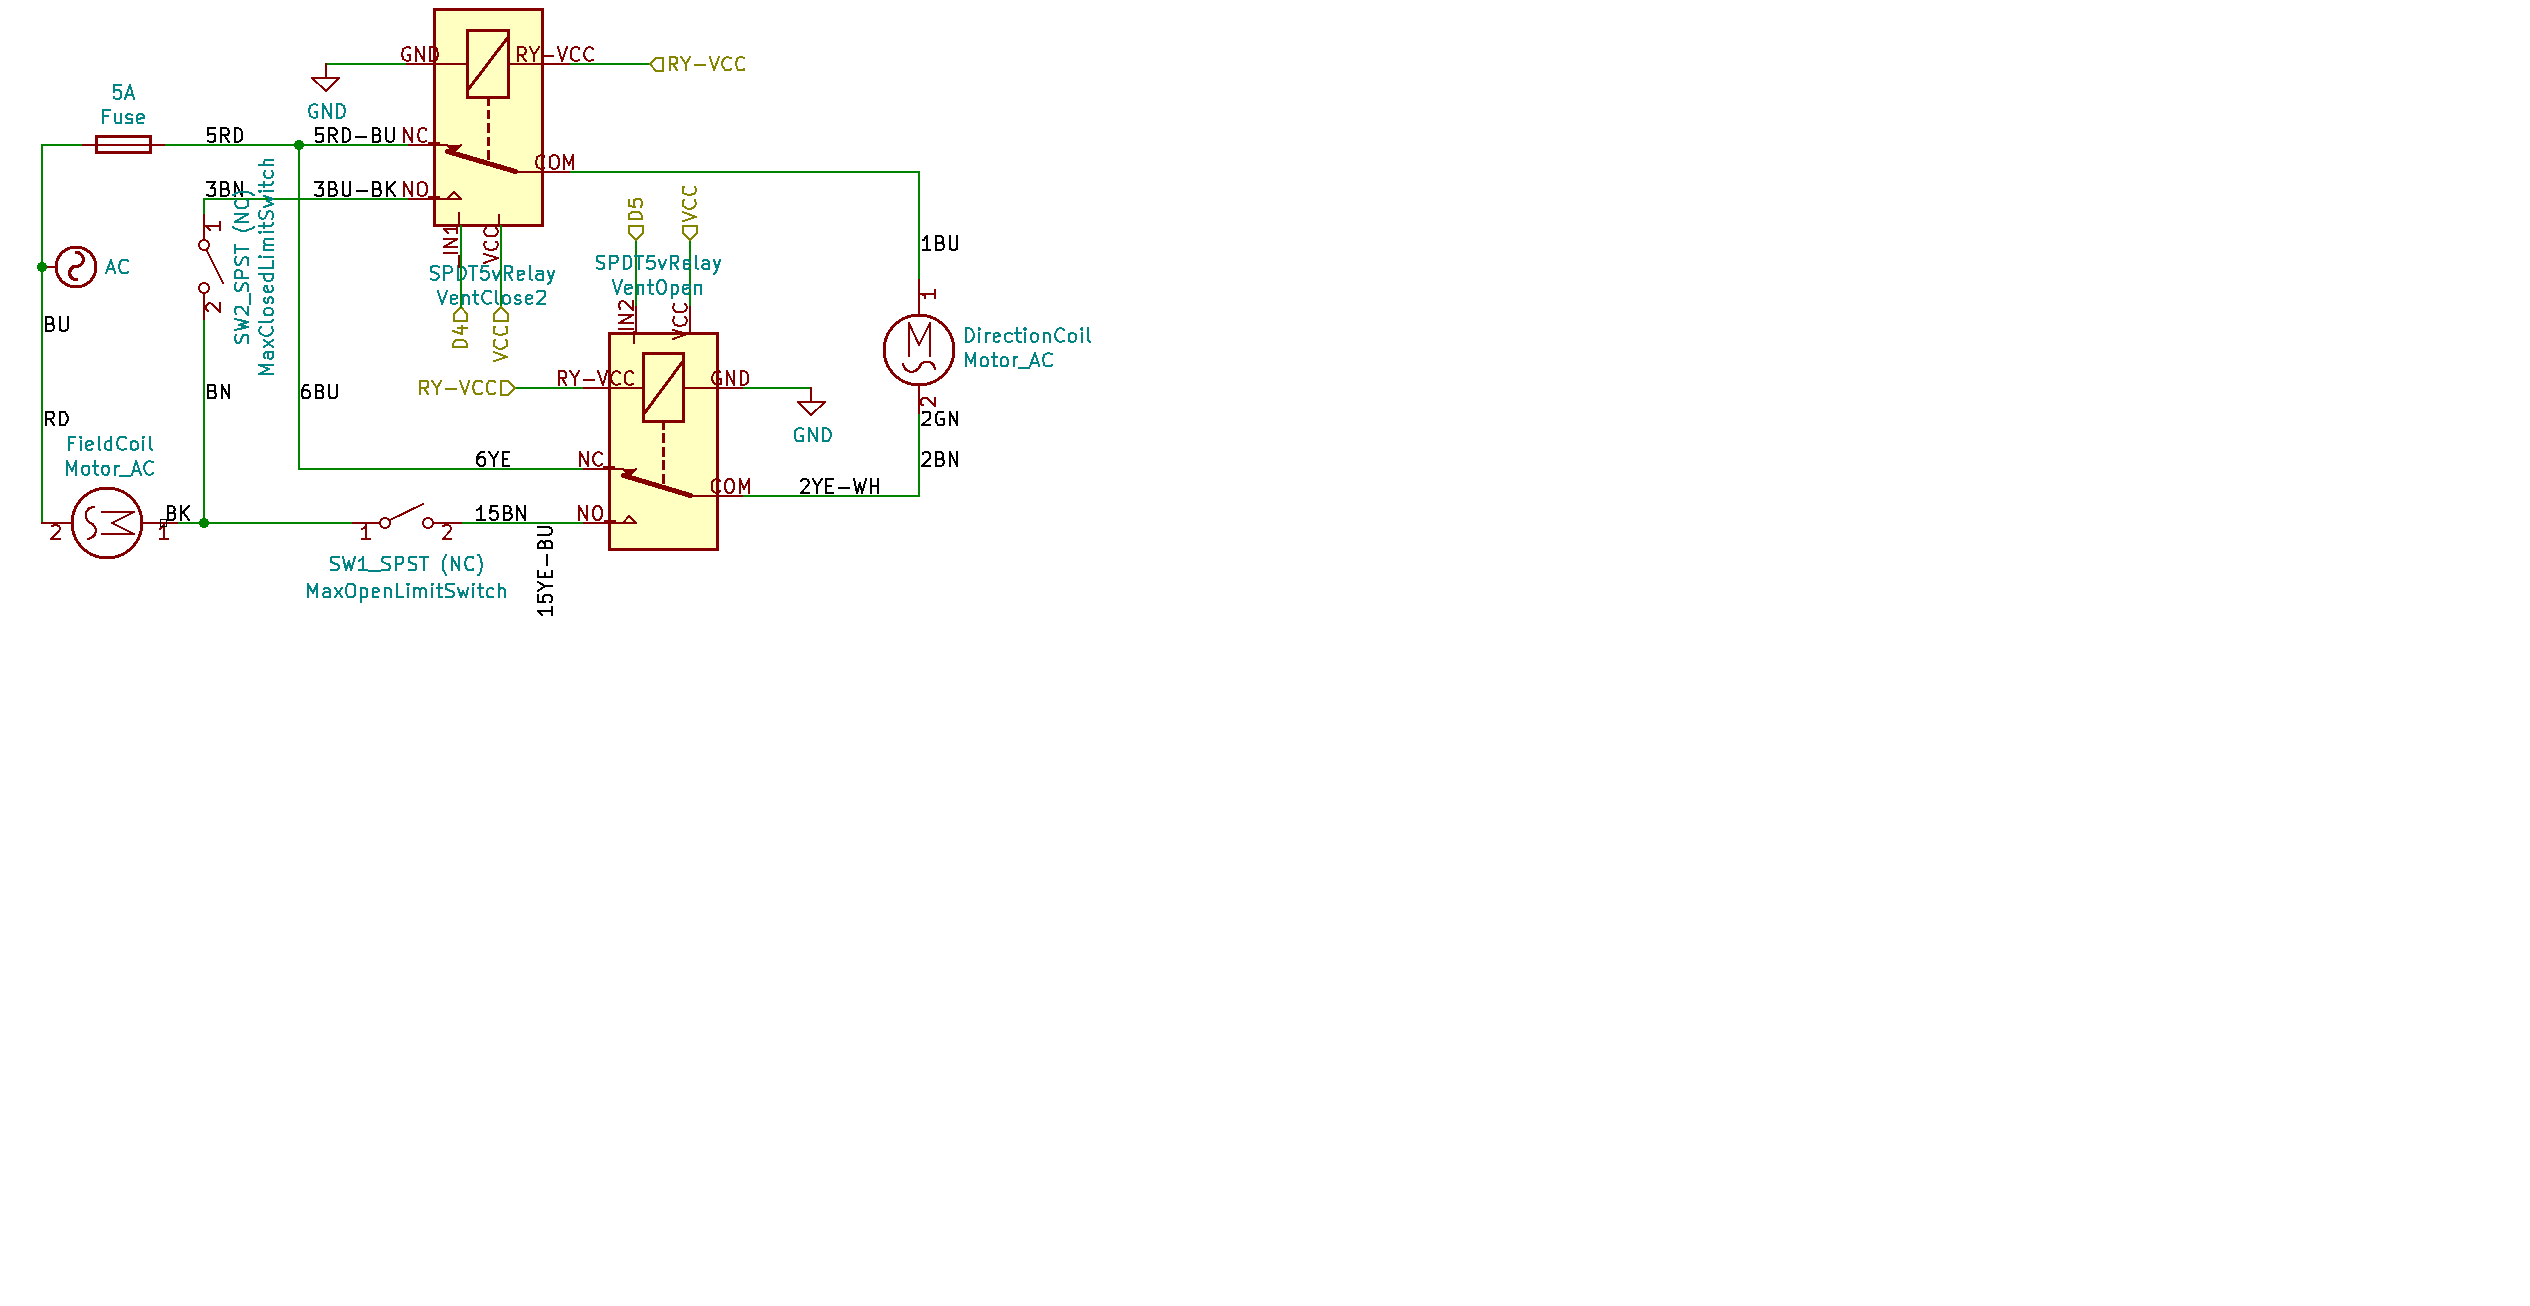 GND
RY-VCC
RY-VCC
5A
Fuse
GND
5RD
5RD-BU
NC
COM
3BN
3BU-BK
NO
1
2
SW2_SPST (NC)
MaxClosedLimitSwitch
IN1
VCC
D5
VCC
1BU
AC
SPDT5vRelay
VentClose2
SPDT5vRelay
VentOpen
D4
VCC
IN2
VCC
1
BU
DirectionCoil
Motor_AC
RY-VCC
RY-VCC
GND
BN
6BU
2
RD
2GN
GND
FieldCoil
Motor_AC
6YE
NC
2BN
COM
2YE-WH
BK
2
1
1
2
15BN
NO
15YE-BU
SW1_SPST (NC)
MaxOpenLimitSwitch